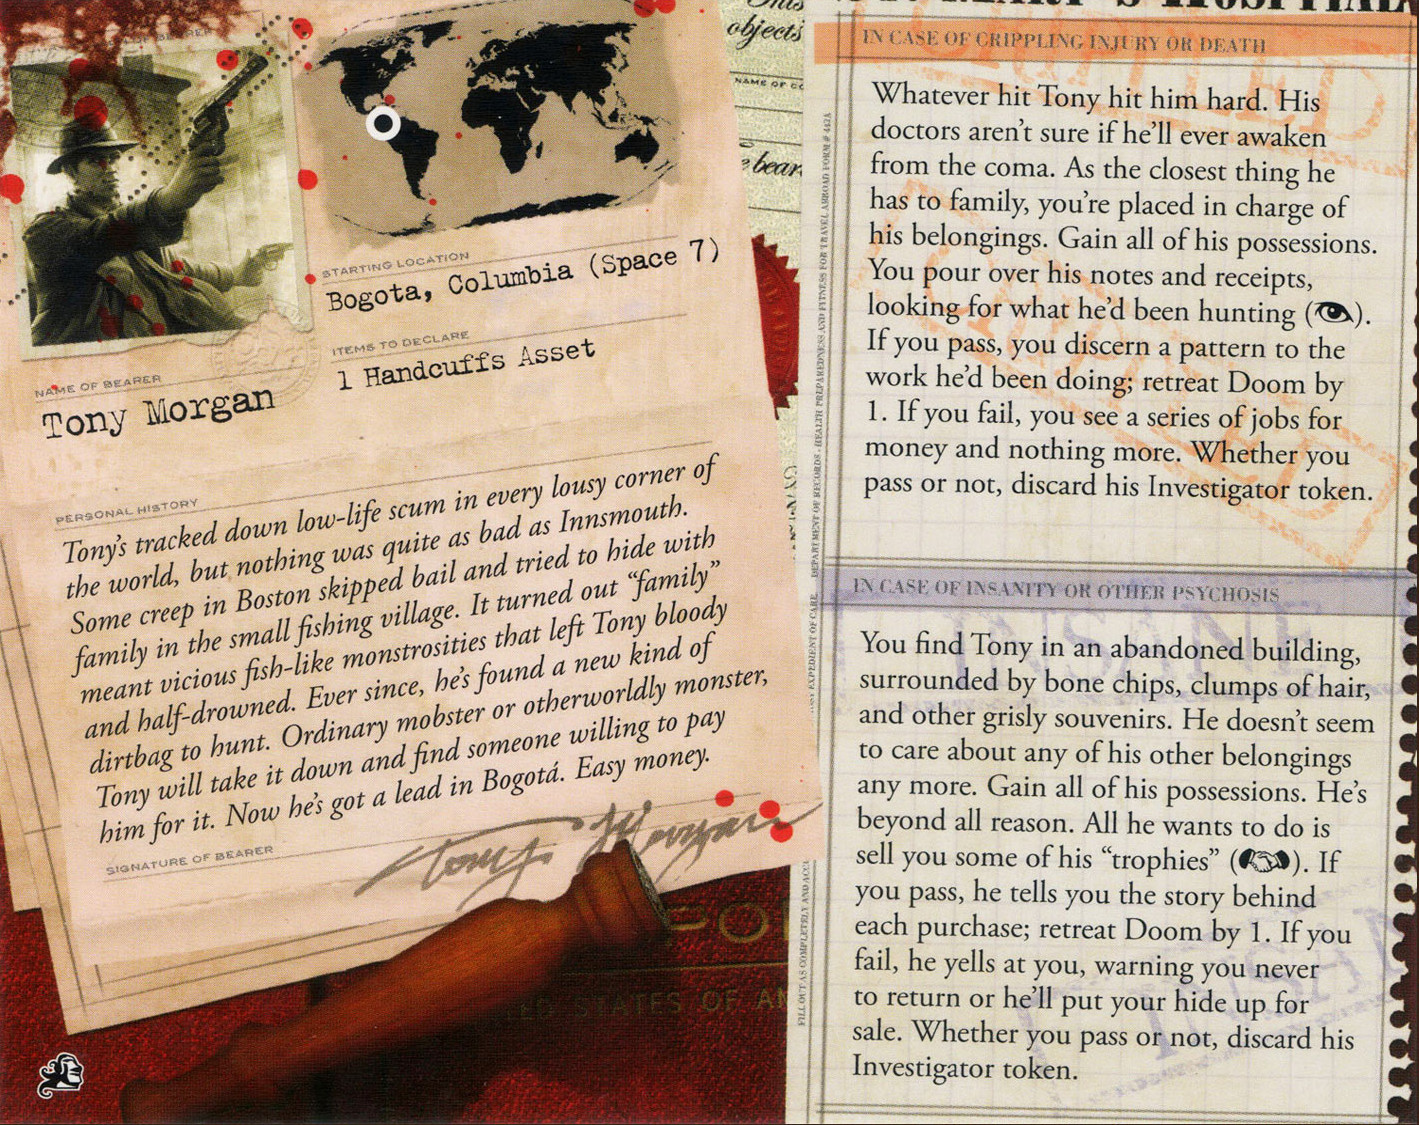 STARTING LOCATION
Bogota, Columbia (Space 7)
ITEMS TO DECLARE
1 Handcuffs Asset
NAME OF BEARER
Tony Morgan
PERSONAL HISTORY
Tony's tracked down low-life scum in every lousy corner of
the world, but nothing was quite as bad as Innsmouth.
Some creep in Boston skipped bail and tried to hide with
family in the small fishing village. It turned out "family"
meant vicious fish-like monstrosities that left Tony bloody
and half-drowned. Ever since, he's found a new kind of
dirtbag to hunt. Ordinary mobster or otherworldly monster,
Tony will take it down and find someone willing to pay
him for it. Now he's got a lead in Bogotá. Easy money.
SIGNATURE OF BEARER
Tony Morgan
objects
NAME OF
bear
IN CASE OF CRIPPLING INJURY OR DEATH
Whatever hit Tony hit him hard. His
doctors aren't sure if he'll ever awaken
from the coma. As the closest thing he
has to family, you're placed in charge of
his belongings. Gain all of his possessions.
You pour over his notes and receipts,
looking for what he'd been hunting ( ).
If you pass, you discern a pattern to the
work he'd been doing; retreat Doom by
1. If you fail, you see a series of jobs for
money and nothing more. Whether you
pass or not, discard his Investigator token.
IN CASE OF INSANITY OR OTHER PSYCHOSIS
You find Tony in an abandoned building,
surrounded by bone chips, clumps of hair,
and other grisly souvenirs. He doesn't seem
to care about any of his other belongings
any more. Gain all of his possessions. He's
beyond all reason. All he wants to do is
sell you some of his "trophies" ( ). If
you pass, he tells you the story behind
each purchase; retreat Doom by 1. If you
fail, he yells at you, warning you never
to return or he'll put your hide up for
sale. Whether you pass or not, discard his
Investigator token.
STATES OF